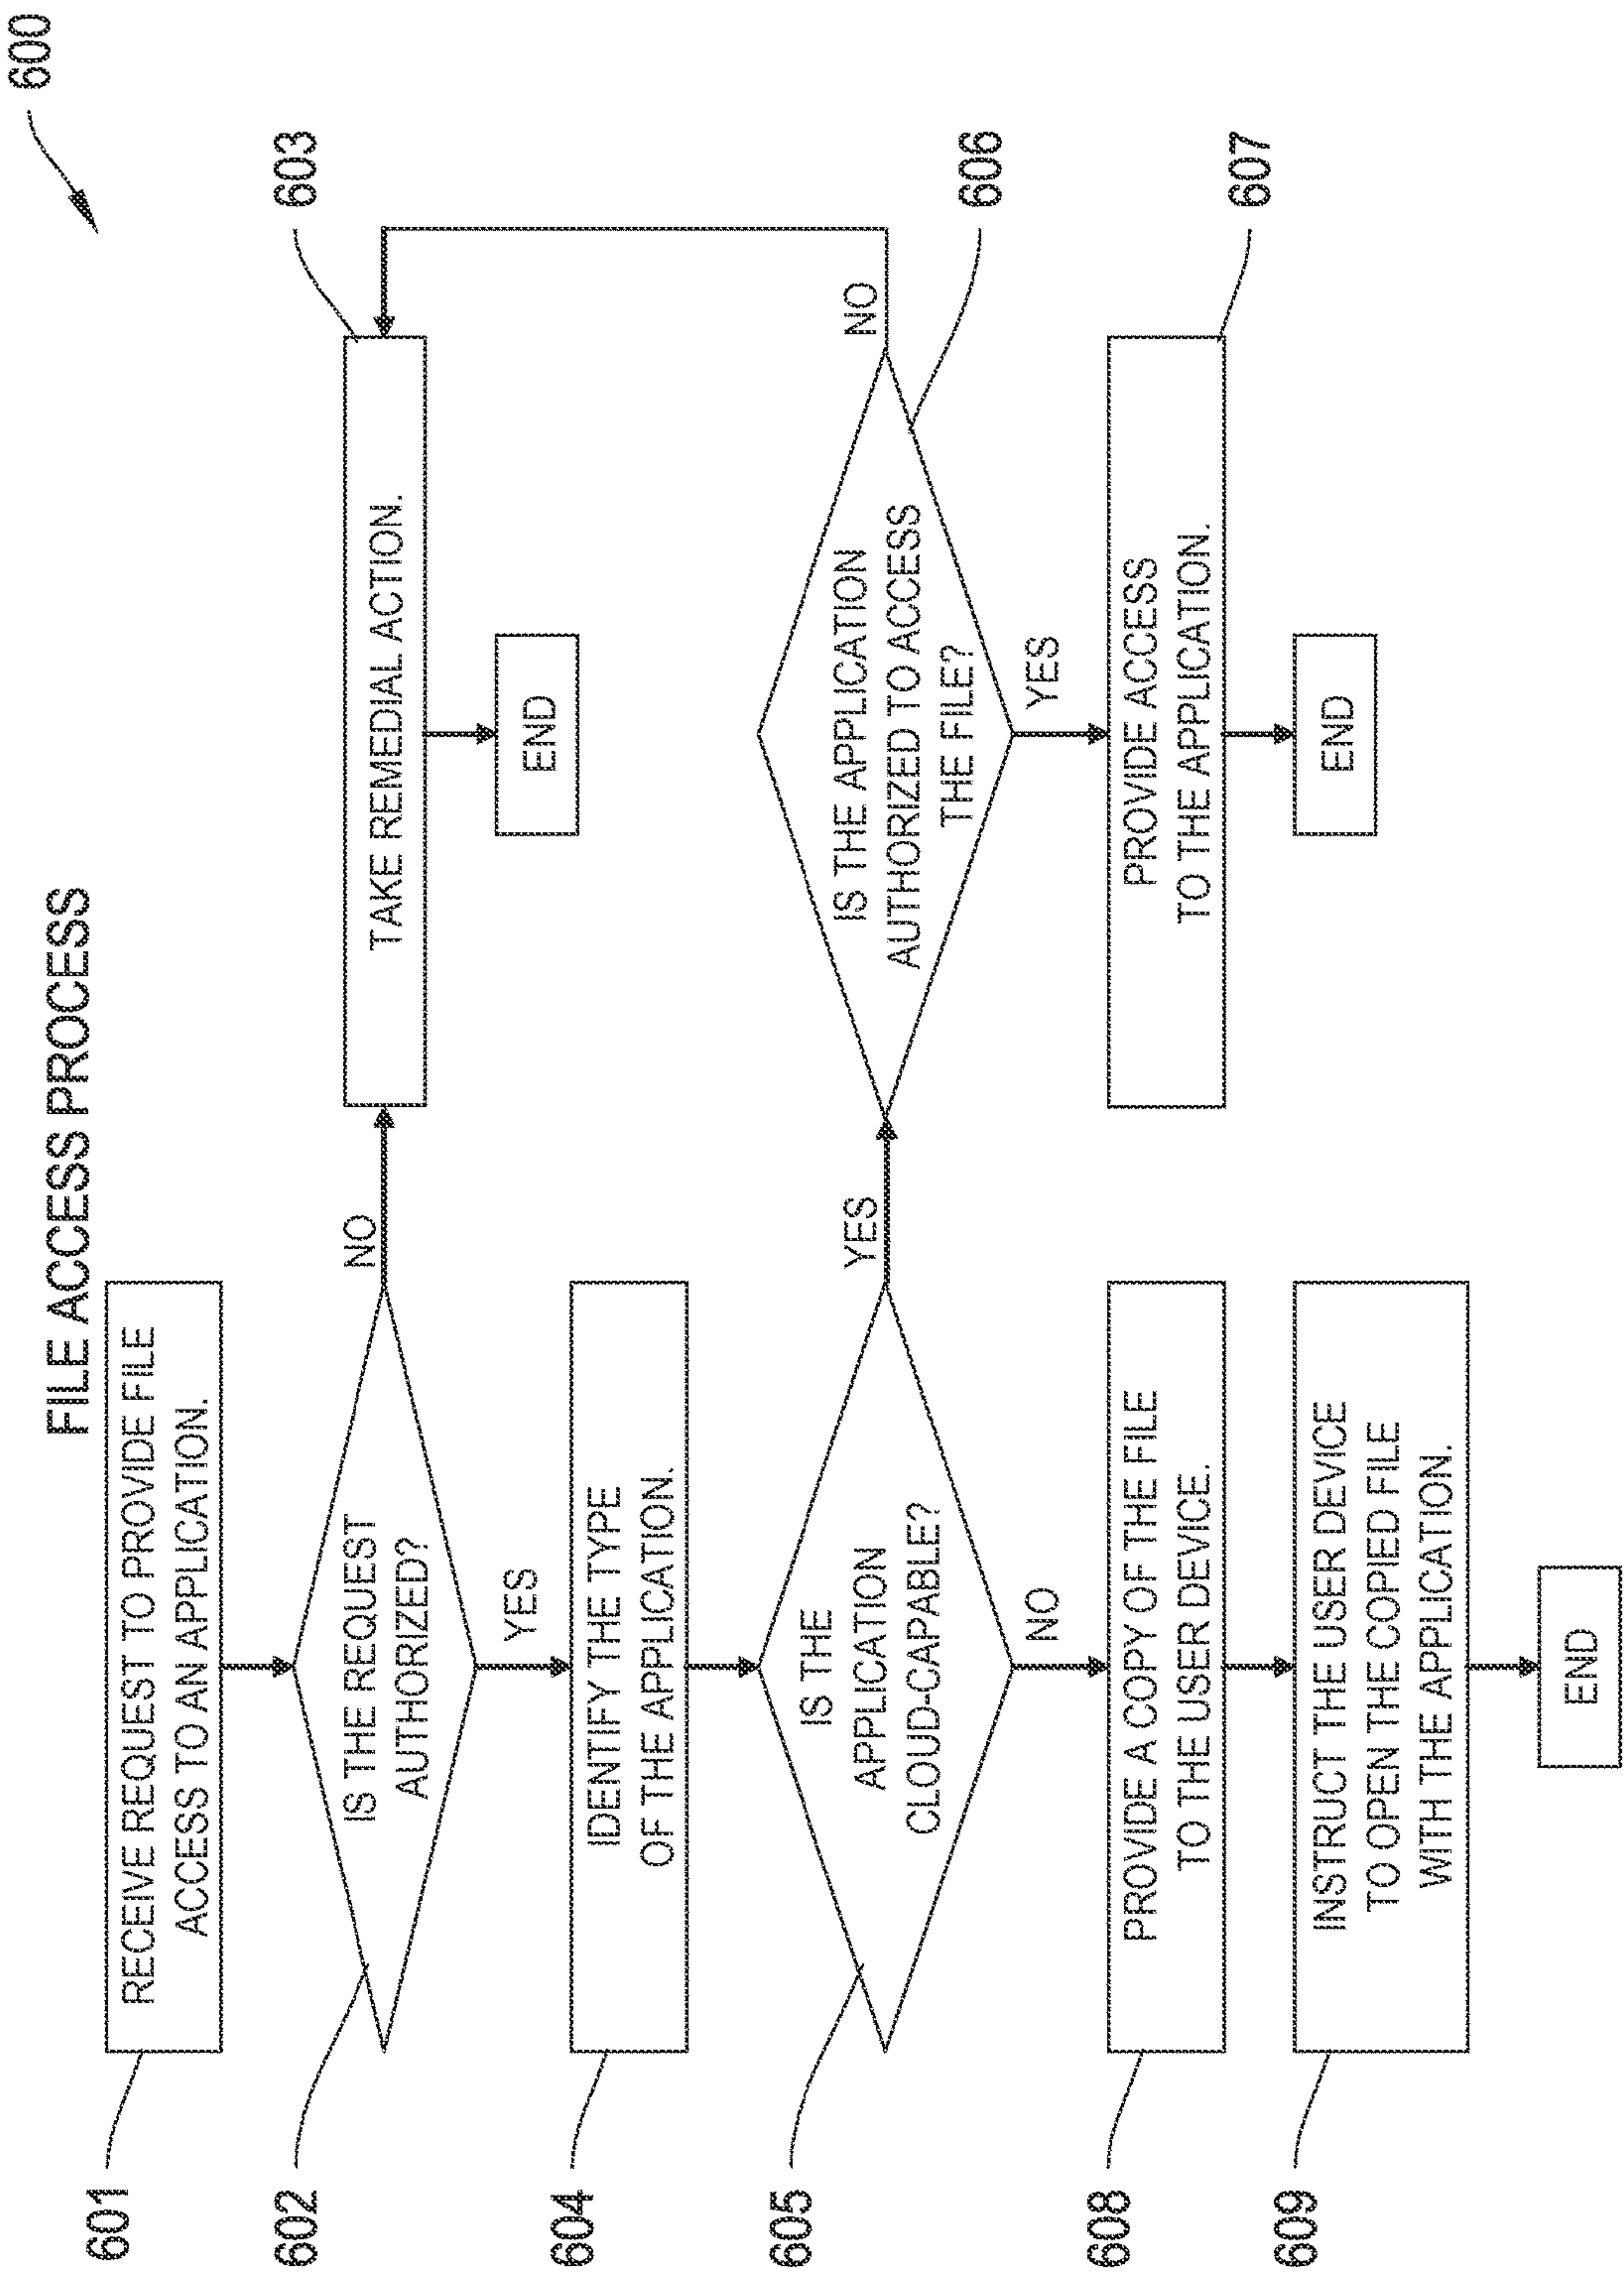 FILE ACCESS PROCESS
600
601
RECEIVE REQUEST TO PROVIDE FILE
ACCESS TO AN APPLICATION.
602
IS THE REQUEST
AUTHORIZED?
NO
603
TAKE REMEDIAL ACTION.
END
YES
604
IDENTIFY THE TYPE
OF THE APPLICATION.
605
IS THE
APPLICATION
CLOUD-CAPABLE?
YES
606
IS THE APPLICATION
AUTHORIZED TO ACCESS
THE FILE?
NO
YES
607
PROVIDE ACCESS
TO THE APPLICATION.
END
NO
608
PROVIDE A COPY OF THE FILE
TO THE USER DEVICE.
609
INSTRUCT THE USER DEVICE
TO OPEN THE COPIED FILE
WITH THE APPLICATION.
END